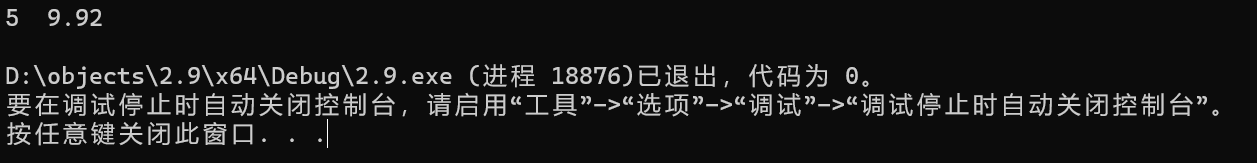 5  9.92
D:\objects\2.9\x64\Debug\2.9.exe (进程 18876)已退出，代码为 0。
要在调试停止时自动关闭控制台，请启用“工具”->“选项”->“调试”->“调试停止时自动关闭控制台”。
按任意键关闭此窗口. . .